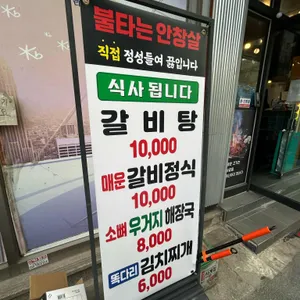 불타는 안창살
직접 정성들여 끓입니다
식사 됩니다
갈비탕
10,000
매운 갈비정식
10,000
소뼈 우거지 해장국
8,000
똑다리 김치찌개
6,000